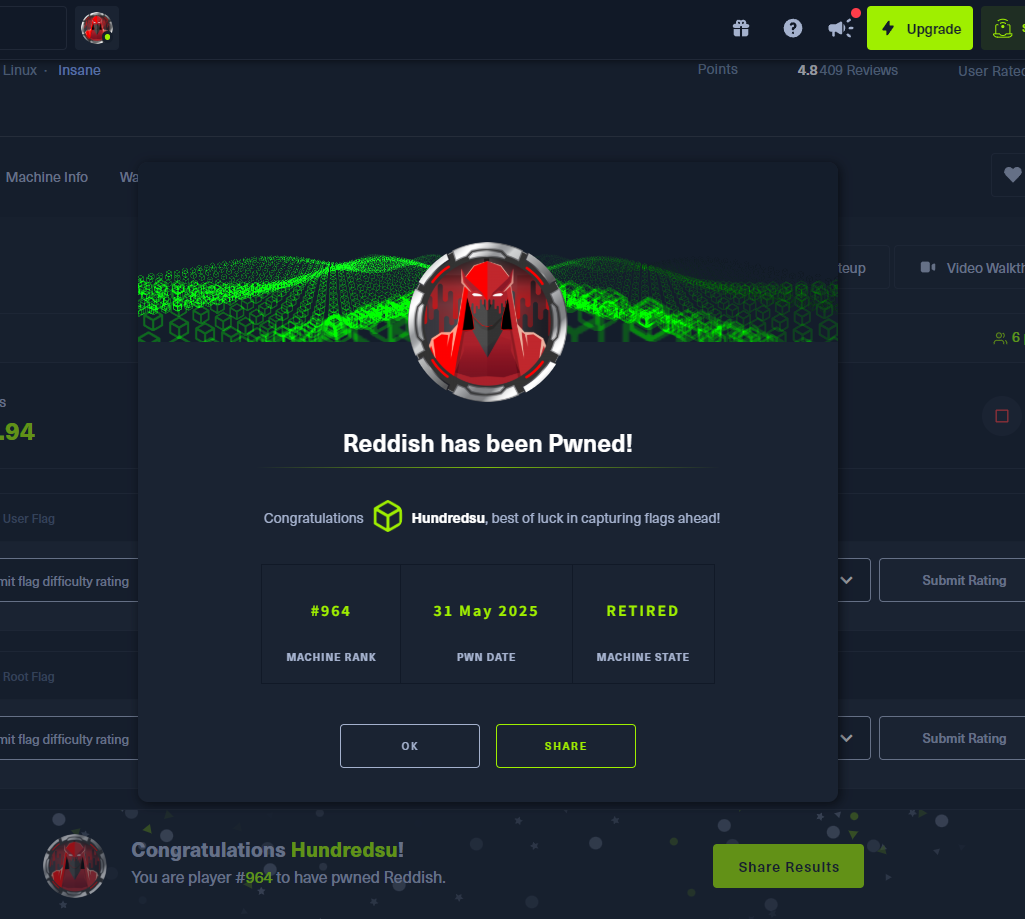 Upgrade
Linux · Insane
Points
4.8 409 Reviews
User Rated
Machine Info
Video Walkth
6
.94
Reddish has been Pwned!
Congratulations Hundredsu, best of luck in capturing flags ahead!
User Flag
mit flag difficulty rating
Submit Rating
#964
31 May 2025
RETIRED
MACHINE RANK
PWN DATE
MACHINE STATE
Root Flag
mit flag difficulty rating
Submit Rating
OK
SHARE
Congratulations Hundredsu!
You are player #964 to have pwned Reddish.
Share Results